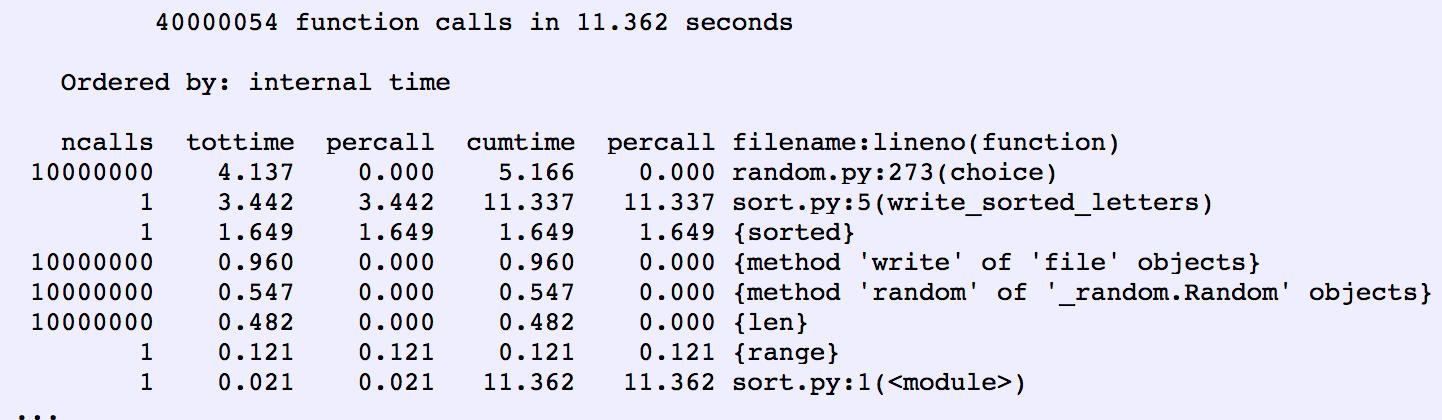 40000054 function calls in 11.362 seconds
Ordered by: internal time
ncalls tottime percall cumtime percall filename:lineno(function)
10000000 4.137 0.000 5.166 0.000 random.py:273(choice)
1 3.442 3.442 11.337 11.337 sort.py:5(write_sorted_letters)
1 1.649 1.649 1.649 1.649 {sorted}
10000000 0.960 0.000 0.960 0.000 {method 'write' of 'file' objects}
10000000 0.547 0.000 0.547 0.000 {method 'random' of '_random.Random' objects}
10000000 0.482 0.000 0.482 0.000 {len}
1 0.121 0.121 0.121 0.121 {range}
1 0.021 0.021 11.362 11.362 sort.py:1(<module>)
...